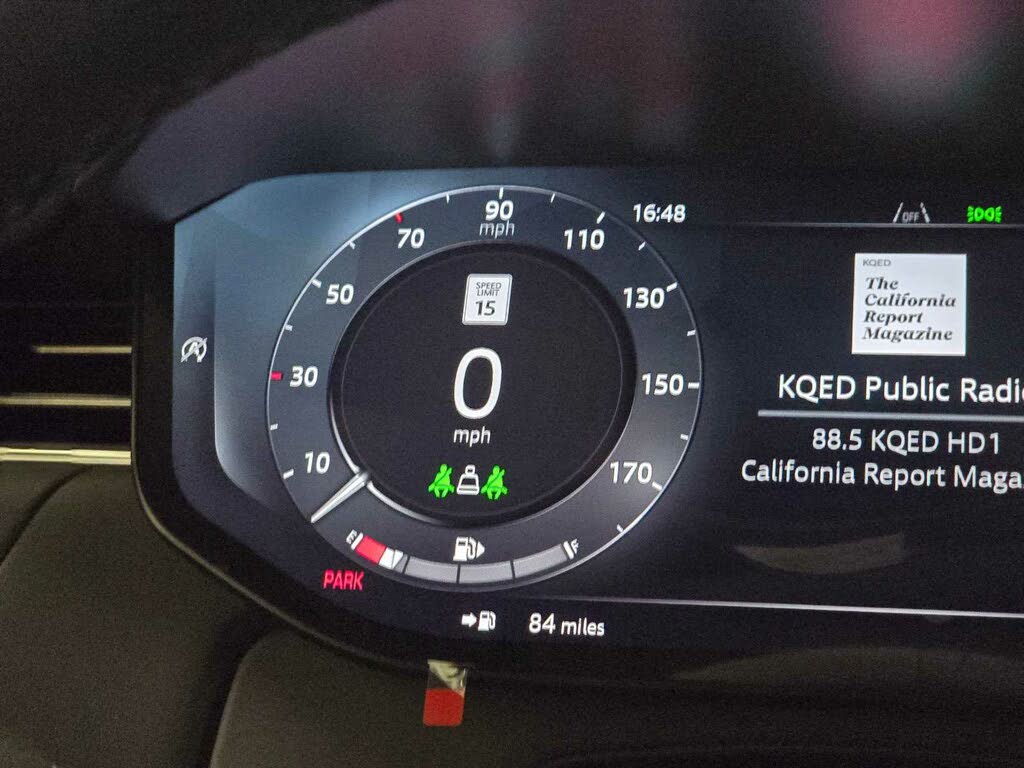 90
mph
16:48
OFF
70
110
SPEED
LIMIT
15
50
130
KQED
The
California
Report
Magazine
30
0
150
KQED Public Radi
mph
88.5 KQED HD1
10
170
California Report Maga
E
F
PARK
84 miles